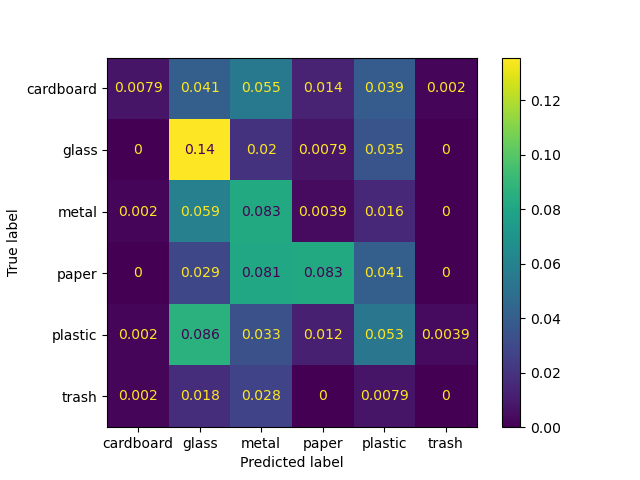 cardboard 0.0079 0.041 0.055 0.014 0.039 0.002
glass 0 0.14 0.02 0.0079 0.035 0
metal 0.002 0.059 0.083 0.0039 0.016 0
paper 0 0.029 0.081 0.083 0.041 0
plastic 0.002 0.086 0.033 0.012 0.053 0.0039
trash 0.002 0.018 0.028 0 0.0079 0
cardboard glass metal paper plastic trash
Predicted label
True label
0.12
0.10
0.08
0.06
0.04
0.02
0.00